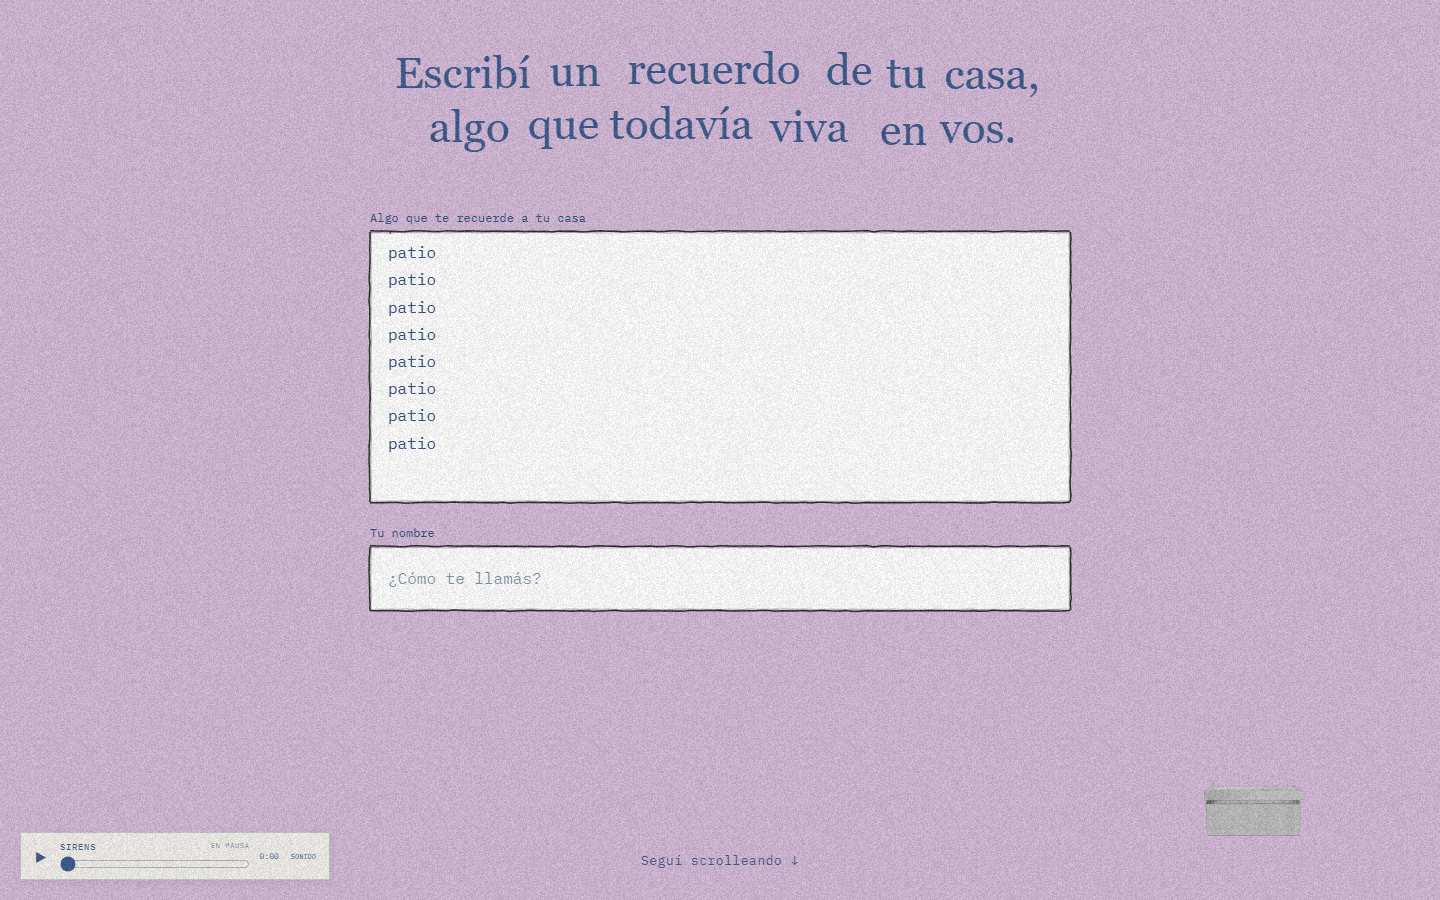 Escribí un recuerdo de tu casa,
algo que todavía viva en vos.
Algo que te recuerde a tu casa
patio
patio
patio
patio
patio
patio
patio
patio
Tu nombre
¿Cómo te llamás?
SIRENS
EN PAUSA
0:00
SONIDO
Seguí scrolleando ↓